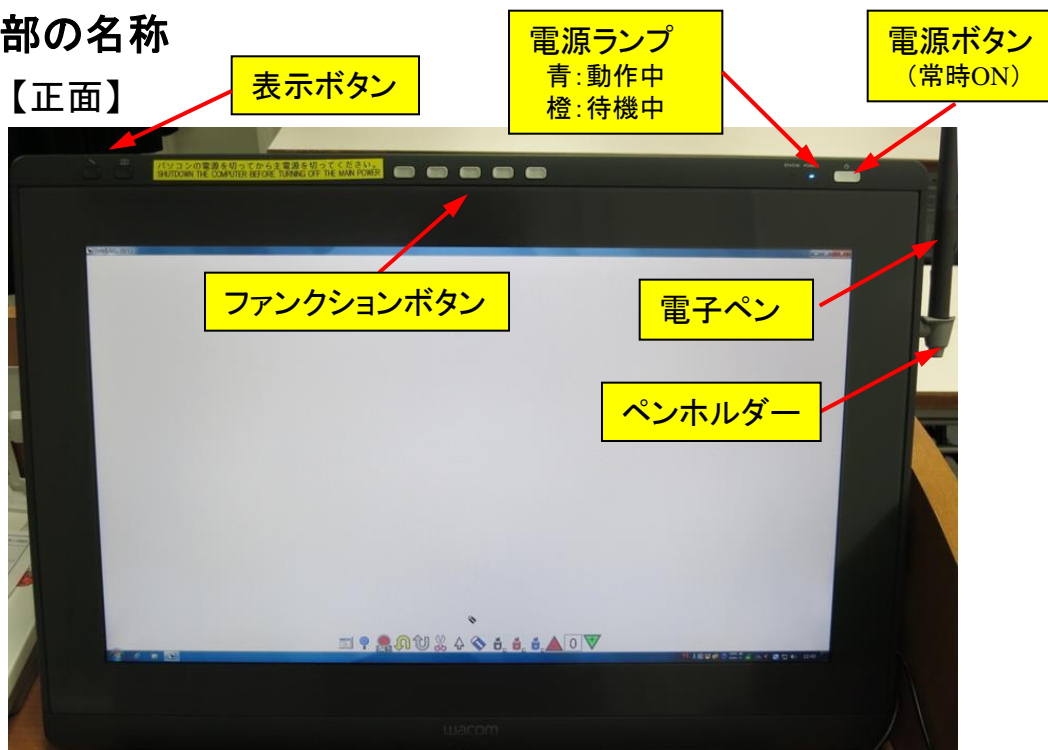 部の名称
【正面】
表示ボタン
電源ランプ
青：動作中
橙：待機中
電源ボタン
（常時ON）
パソコンの電源を切ってから主電源を切ってください。
SHUTDOWN THE COMPUTER BEFORE TURNING OFF THE MAIN POWER
ファンクションボタン
電子ペン
ペンホルダー
0
wacom